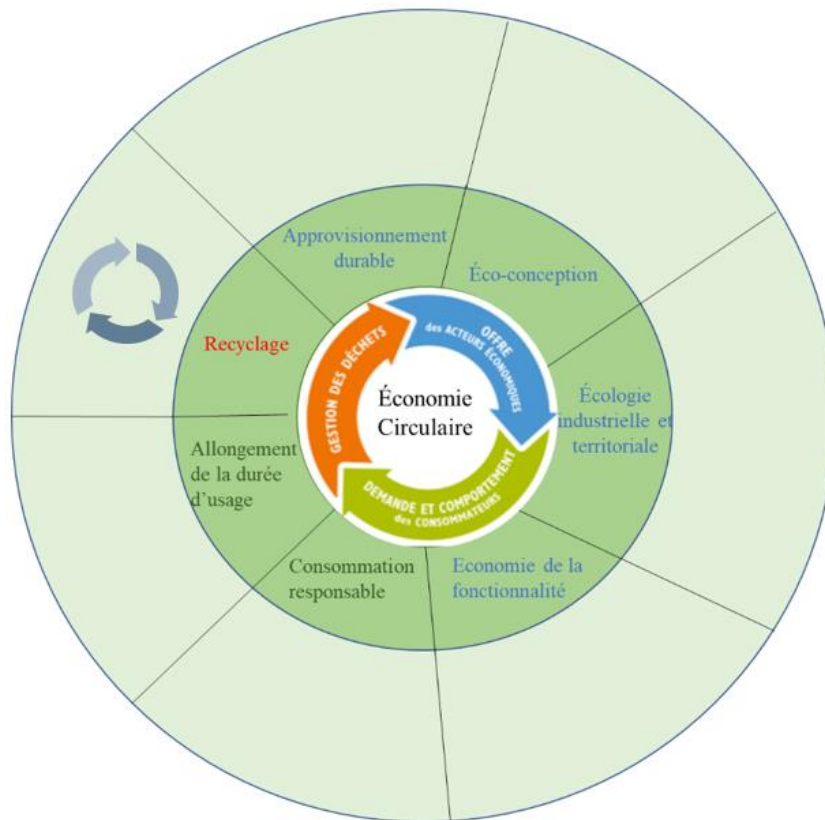 Approvisionnement
durable
Éco-conception
Recyclage
Écologie
industrielle et
territoriale
Allongement
de la durée
d’usage
Consommation
responsable
Economie de la
fonctionnalité
OFFRE
des ACTEURS ÉCONOMIQUES
GESTION DES DÉCHETS
DEMANDE ET COMPORTEMENT
des CONSOMMATEURS
Économie
Circulaire